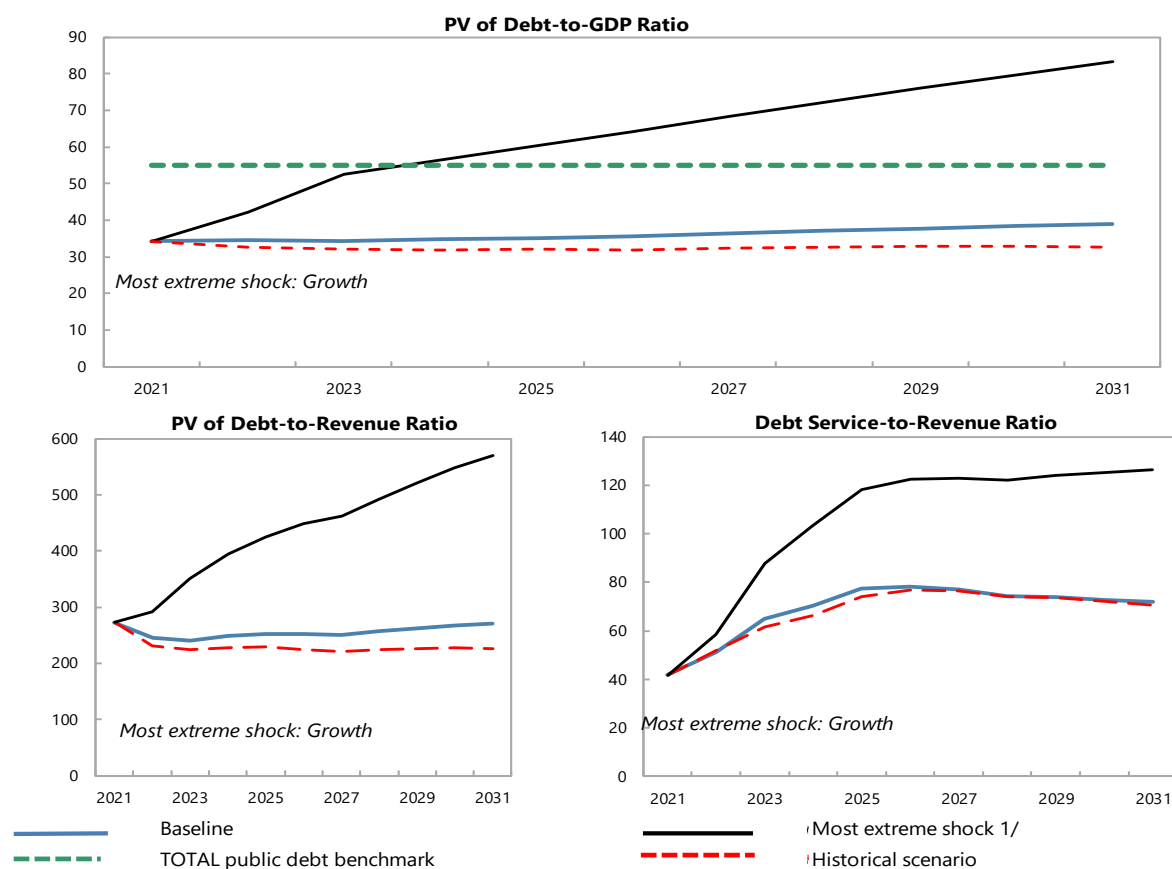 PV of Debt-to-GDP Ratio
90
80
70
60
50
40
30
20
10
0
Most extreme shock: Growth
2021 2023 2025 2027 2029 2031
PV of Debt-to-Revenue Ratio
600
500
400
300
200
100
0
Most extreme shock: Growth
2021 2023 2025 2027 2029 2031
Debt Service-to-Revenue Ratio
140
120
100
80
60
40
20
0
Most extreme shock: Growth
2021 2023 2025 2027 2029 2031
Baseline
Most extreme shock 1/
TOTAL public debt benchmark
Historical scenario